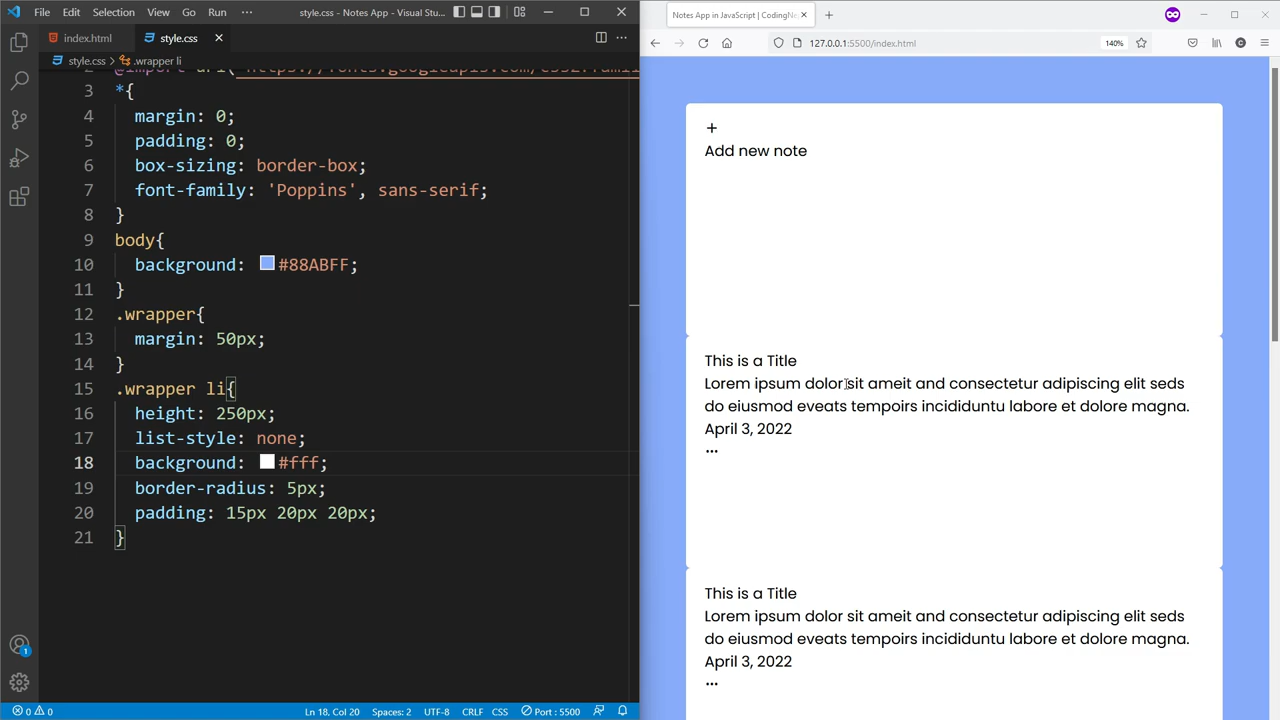 File Edit Selection View Go Run ··· style.css - Notes App - Visual Stu...
index.html style.css
style.css > .wrapper li
3 *{
4 margin: 0;
5 padding: 0;
6 box-sizing: border-box;
7 font-family: 'Poppins', sans-serif;
8 }
9 body{
10 background: #88ABFF;
11 }
12 .wrapper{
13 margin: 50px;
14 }
15 .wrapper li{
16 height: 250px;
17 list-style: none;
18 background: #fff;
19 border-radius: 5px;
20 padding: 15px 20px 20px;
21 }
1
0 0 Ln 18, Col 20 Spaces: 2 UTF-8 CRLF CSS Port : 5500
Notes App in JavaScript | CodingNe
127.0.0.1:5500/index.html 140%
+
Add new note
This is a Title
Lorem ipsum dolor sit ameit and consectetur adipiscing elit seds
do eiusmod eveats tempoirs incididuntu labore et dolore magna.
April 3, 2022
···
This is a Title
Lorem ipsum dolor sit ameit and consectetur adipiscing elit seds
do eiusmod eveats tempoirs incididuntu labore et dolore magna.
April 3, 2022
···